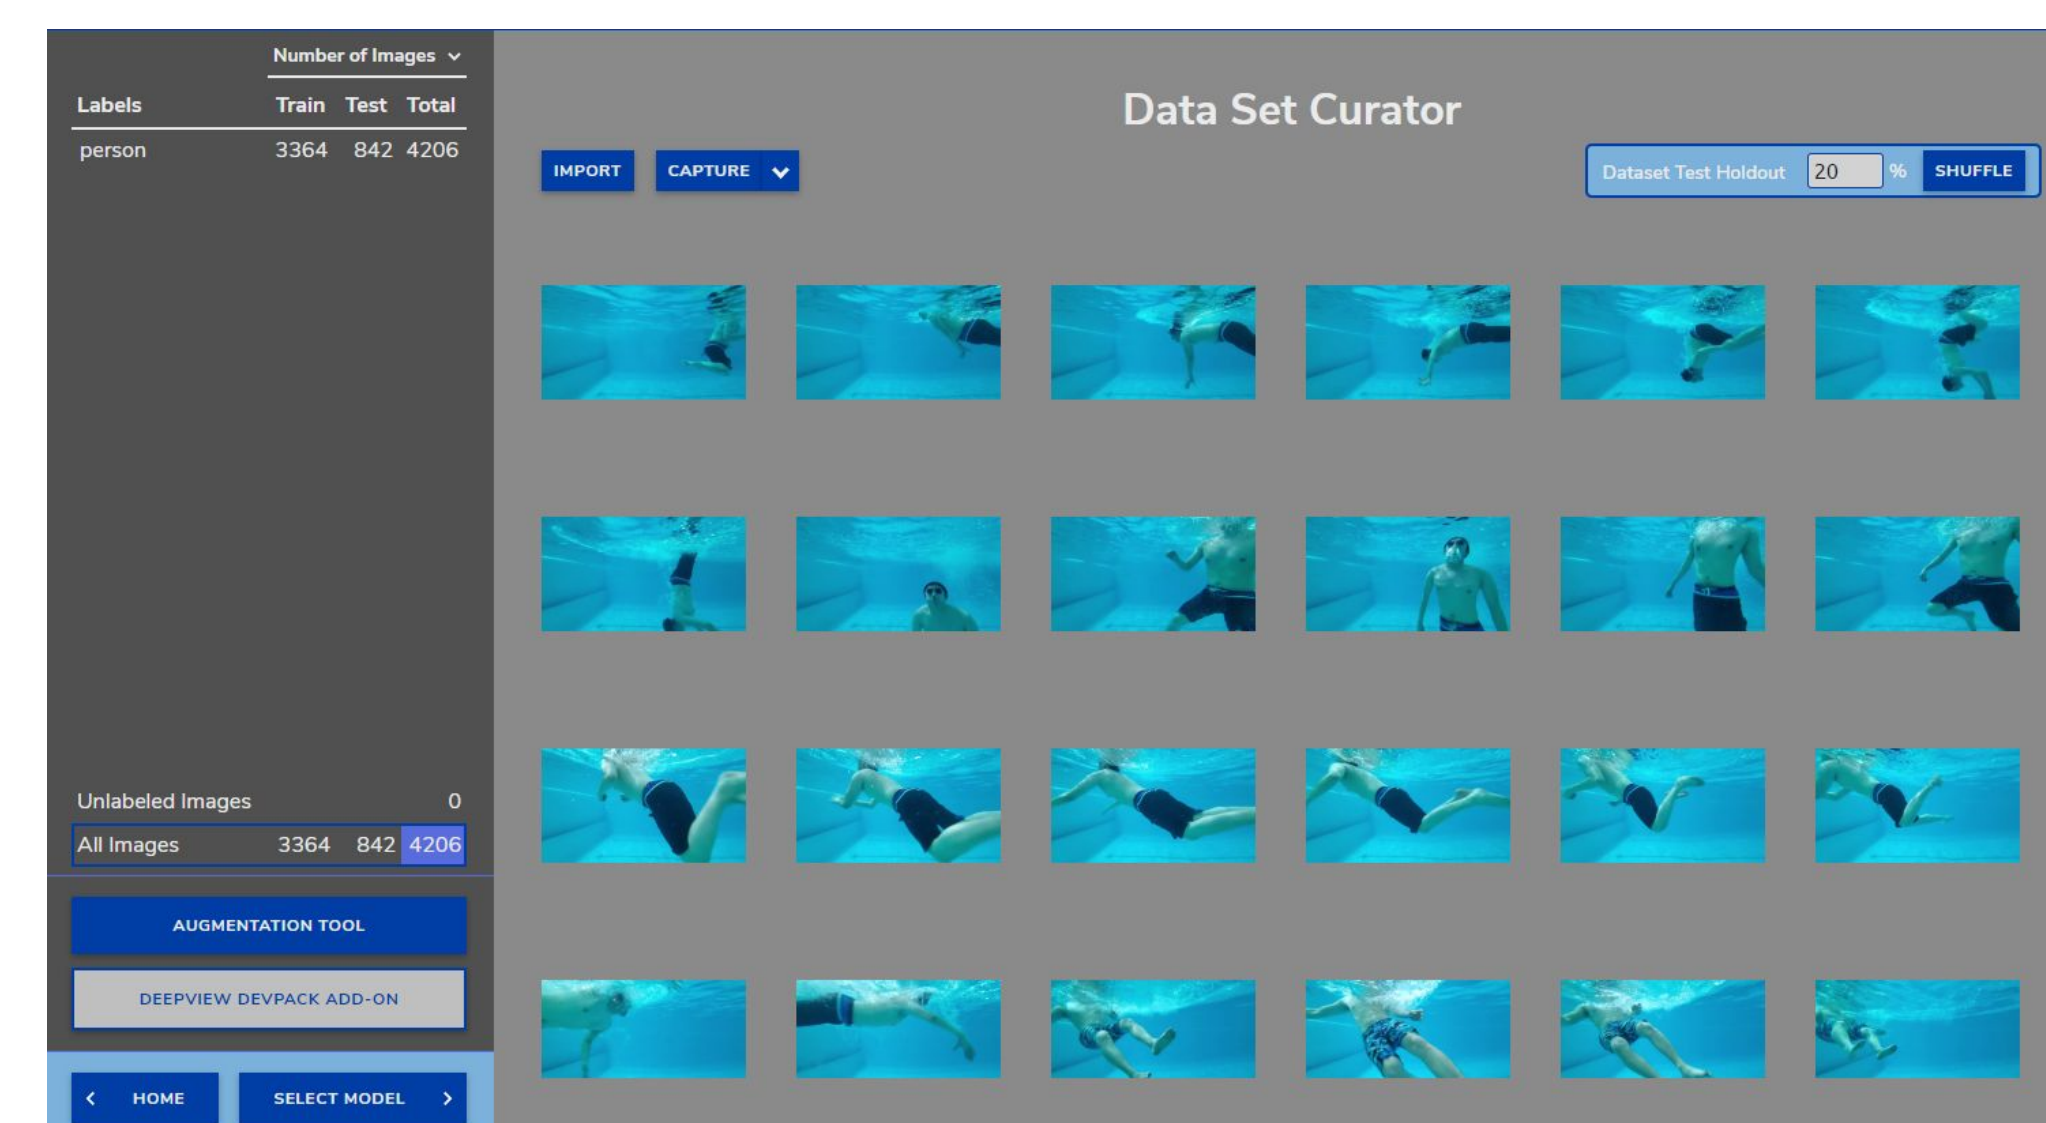 Number of Images
Labels Train Test Total
person 3364 842 4206
Unlabeled Images 0
All Images 3364 842 4206
AUGMENTATION TOOL
DEEPVIEW DEVPACK ADD-ON
HOME SELECT MODEL
Data Set Curator
IMPORT CAPTURE Dataset Test Holdout 20 % SHUFFLE